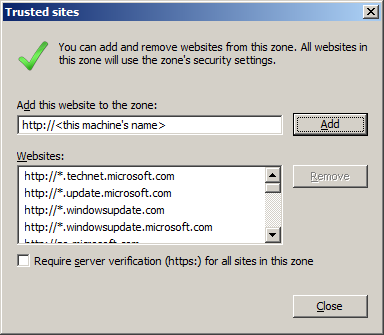 Trusted sites
You can add and remove websites from this zone. All websites in
this zone will use the zone's security settings.
Add this website to the zone:
http://<this machine's name>
Add
Websites:
http://*.technet.microsoft.com
http://*.update.microsoft.com
http://*.windowsupdate.com
http://*.windowsupdate.microsoft.com
Remove
Require server verification (https:) for all sites in this zone
Close